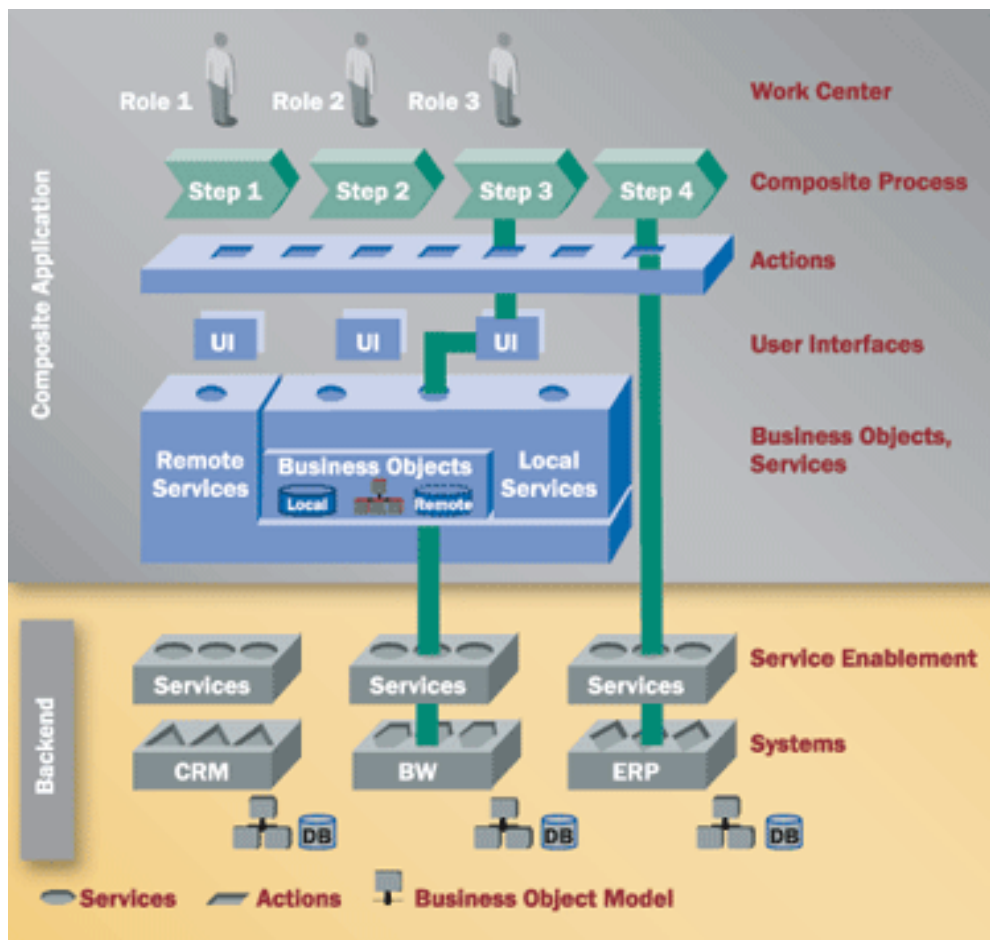 Role 1
Role 2
Role 3
Work Center
Step 1
Step 2
Step 3
Step 4
Composite Process
Composite Application
Actions
UI
UI
UI
User Interfaces
Remote
Services
Business Objects
Local
Remote
Local
Services
Business Objects,
Services
Backend
Services
Services
Services
Service Enablement
CRM
BW
ERP
Systems
DB
DB
DB
Services
Actions
Business Object Model